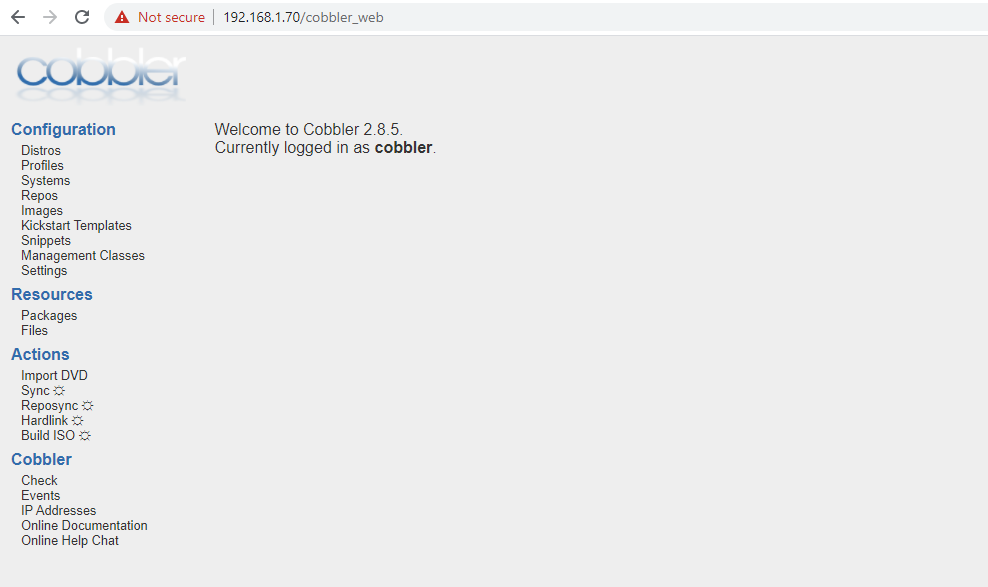 Not secure 192.168.1.70/cobbler_web
cobbler
Configuration
Distros
Profiles
Systems
Repos
Images
Kickstart Templates
Snippets
Management Classes
Settings
Resources
Packages
Files
Actions
Import DVD
Sync ⛭
Reposync ⛭
Hardlink ⛭
Build ISO ⛭
Cobbler
Check
Events
IP Addresses
Online Documentation
Online Help Chat
Welcome to Cobbler 2.8.5.
Currently logged in as cobbler.